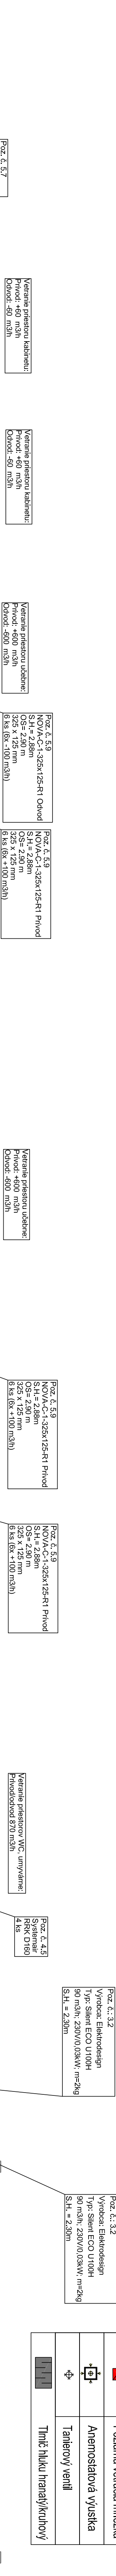 Poz. č. 5.7
Vetranie priestoru kabinetu:
Prívod: +60  m3/h
Odvod: -60  m3/h
Vetranie priestoru kabinetu:
Prívod: +60  m3/h
Odvod: -60  m3/h
Vetranie priestoru učebne:
Prívod: +600  m3/h
Odvod: -600  m3/h
Poz. č. 5.9
NOVA-C-1-325x125-R1 Odvod
S.H.= 2,88m
OS= 2,90 m
325 x 125 mm
6 ks (6x -100 m3/h)
Poz. č. 5.9
NOVA-C-1-325x125-R1 Prívod
S.H.= 2,88m
OS= 2,90 m
325 x 125 mm
6 ks (6x +100 m3/h)
Vetranie priestoru učebne:
Prívod: +600  m3/h
Odvod: -600  m3/h
Poz. č. 5.9
NOVA-C-1-325x125-R1 Prívod
S.H.= 2,88m
OS= 2,90 m
325 x 125 mm
6 ks (6x +100 m3/h)
Poz. č. 5.9
NOVA-C-1-325x125-R1 Prívod
S.H.= 2,88m
OS= 2,90 m
325 x 125 mm
6 ks (6x +100 m3/h)
Vetranie priestorov WC, umyvárne:
Prívod/odvod 870 m3/h
Poz. č. 4.5
Systemair
RRK D160
4 ks
Poz. č.: 3.2
Výrobca: Elektrodesign
Typ: Silent ECO U100H
90 m3/h; 230V/0,03kW; m=2kg
S.H. = 2,30m
Poz. č.: 3.2
Výrobca: Elektrodesign
Typ: Silent ECO U100H
90 m3/h; 230V/0,03kW; m=2kg
S.H. = 2,30m
Anemostatová výustka
Tanierový ventil
Tlmič hluku hranatý/kruhový